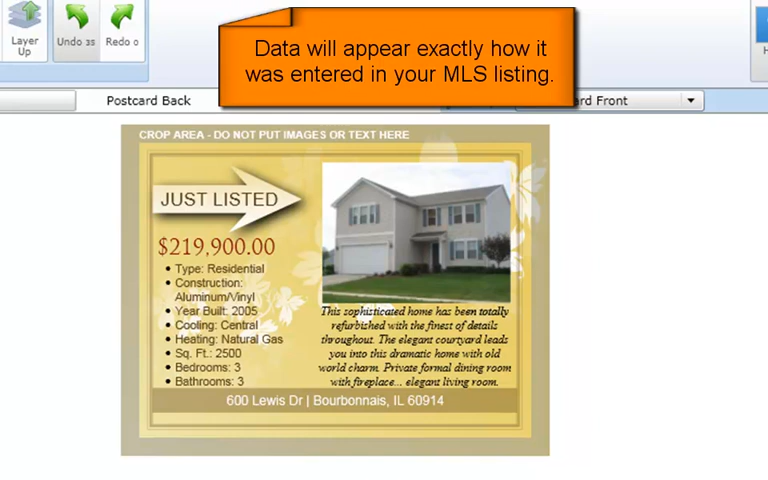 Layer
Up
Undo 35
Redo 0
Data will appear exactly how it
was entered in your MLS listing.
Postcard Back
Front
CROP AREA - DO NOT PUT IMAGES OR TEXT HERE
JUST LISTED
$219,900.00
• Type: Residential
• Construction:
Aluminum/Vinyl
• Year Built: 2005
• Cooling: Central
• Heating: Natural Gas
• Sq. Ft.: 2500
• Bedrooms: 3
• Bathrooms: 3
This sophisticated home has been totally
refurbished with the finest of details
throughout. The elegant courtyard leads
you into this dramatic home with old
world charm. Private formal dining room
with fireplace... elegant living room.
600 Lewis Dr | Bourbonnais, IL 60914